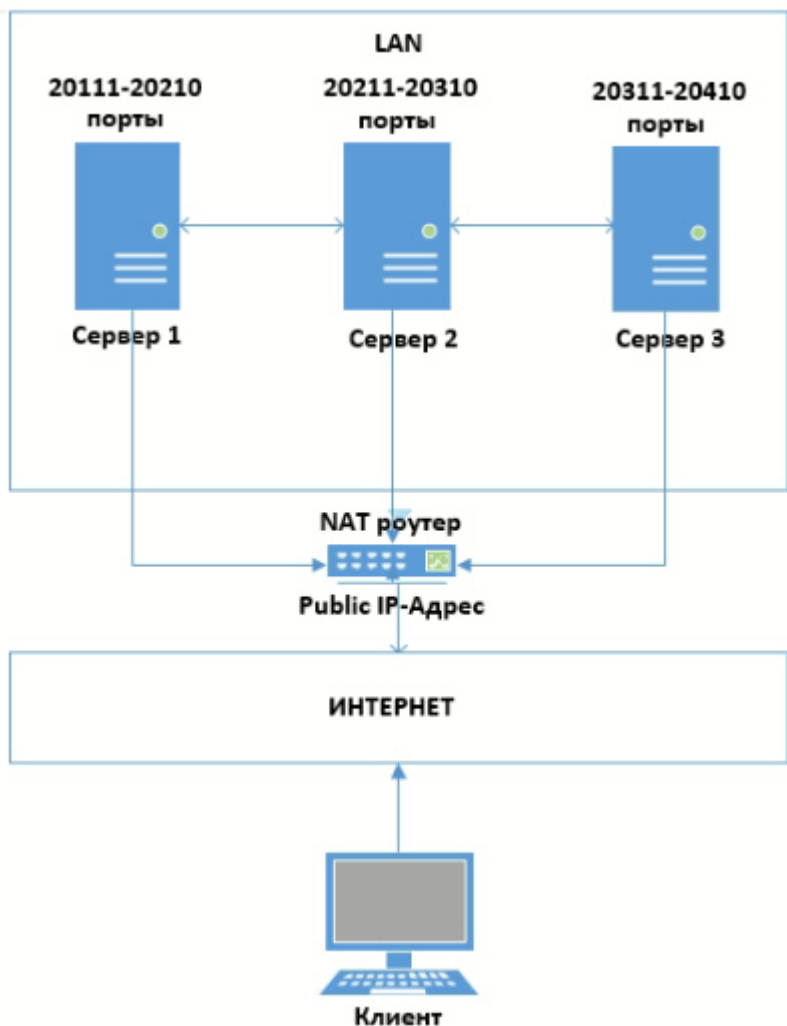 LAN
20111-20210
порты
20211-20310
порты
20311-20410
порты
Сервер 1
Сервер 2
Сервер 3
NAT роутер
Public IP-Адрес
ИНТЕРНЕТ
Клиент